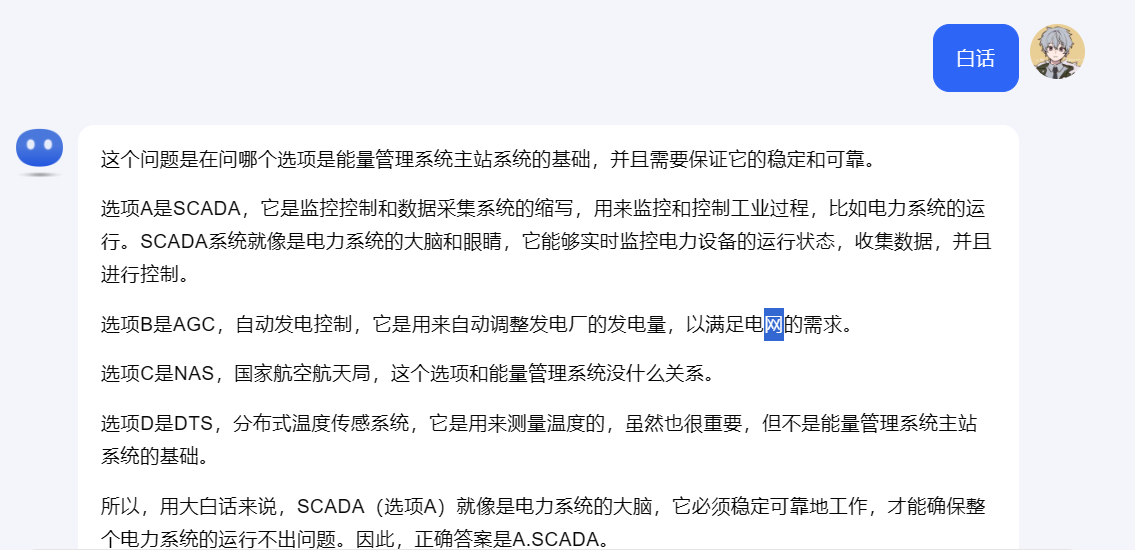 白话
这个问题是在问哪个选项是能量管理系统主站系统的基础，并且需要保证它的稳定和可靠。
选项A是SCADA，它是监控控制和数据采集系统的缩写，用来监控和控制工业过程，比如电力系统的运
行。SCADA系统就像是电力系统的大脑和眼睛，它能够实时监控电力设备的运行状态，收集数据，并且
进行控制。
选项B是AGC，自动发电控制，它是用来自动调整发电厂的发电量，以满足电网的需求。
选项C是NAS，国家航空航天局，这个选项和能量管理系统没什么关系。
选项D是DTS，分布式温度传感系统，它是用来测量温度的，虽然也很重要，但不是能量管理系统主站
系统的基础。
所以，用大白话来说，SCADA（选项A）就像是电力系统的大脑，它必须稳定可靠地工作，才能确保整
个电力系统的运行不出问题。因此，正确答案是A.SCADA。